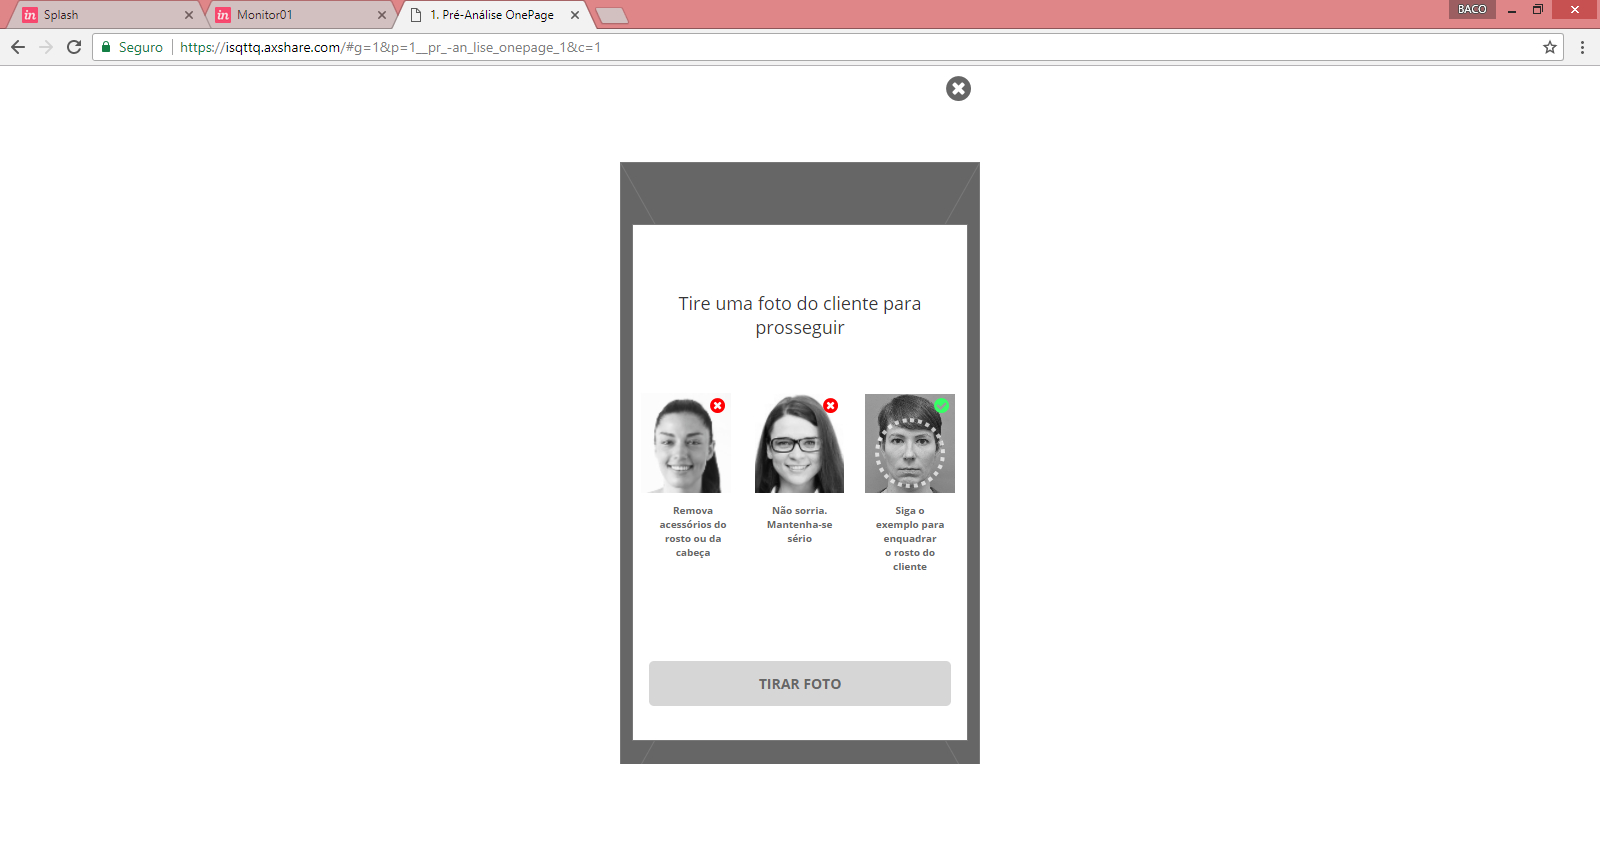 Splash
Monitor01
1. Pré-Análise OnePage
BACO
Seguro
https://isqttq.axshare.com/#g=1&p=1__pr_-an_lise_onepage_1&c=1
Tire uma foto do cliente para
prosseguir
Remova
acessórios do
rosto ou da
cabeça
Não sorria.
Mantenha-se
sério
Siga o
exemplo para
enquadrar
o rosto do
cliente
TIRAR FOTO